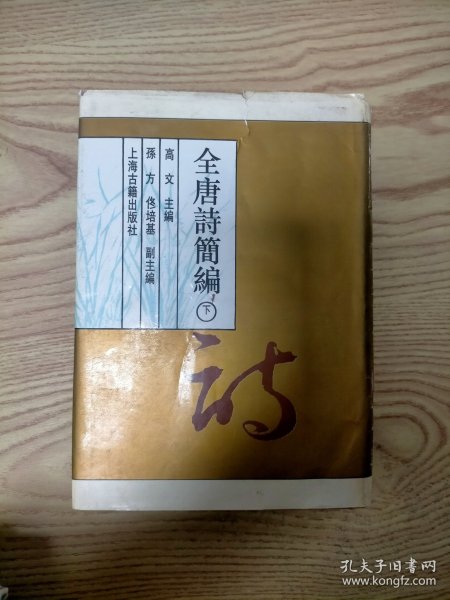 全唐詩簡編 下
高文 主編
孫方 佟培基 副主編
上海古籍出版社
詩
孔夫子旧书网
www.kongfz.com